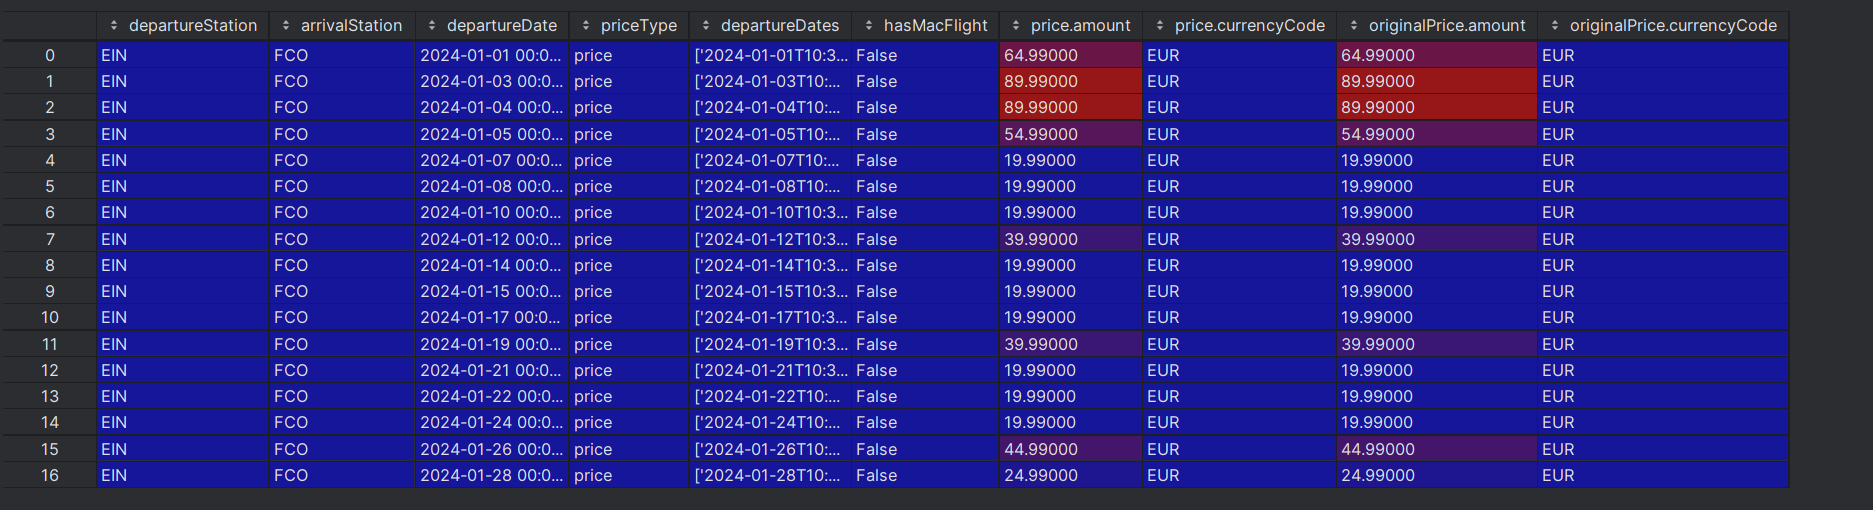 departureStation arrivalStation departureDate priceType departureDates hasMacFlight price.amount price.currencyCode originalPrice.amount originalPrice.currencyCode
0 EIN FCO 2024-01-01 00:0... price ['2024-01-01T10:3... False 64.99000 EUR 64.99000 EUR
1 EIN FCO 2024-01-03 00:0... price ['2024-01-03T10:... False 89.99000 EUR 89.99000 EUR
2 EIN FCO 2024-01-04 00:0... price ['2024-01-04T10:... False 89.99000 EUR 89.99000 EUR
3 EIN FCO 2024-01-05 00:0... price ['2024-01-05T10:... False 54.99000 EUR 54.99000 EUR
4 EIN FCO 2024-01-07 00:0... price ['2024-01-07T10:... False 19.99000 EUR 19.99000 EUR
5 EIN FCO 2024-01-08 00:0... price ['2024-01-08T10:... False 19.99000 EUR 19.99000 EUR
6 EIN FCO 2024-01-10 00:0... price ['2024-01-10T10:3... False 19.99000 EUR 19.99000 EUR
7 EIN FCO 2024-01-12 00:0... price ['2024-01-12T10:3... False 39.99000 EUR 39.99000 EUR
8 EIN FCO 2024-01-14 00:0... price ['2024-01-14T10:3... False 19.99000 EUR 19.99000 EUR
9 EIN FCO 2024-01-15 00:0... price ['2024-01-15T10:3... False 19.99000 EUR 19.99000 EUR
10 EIN FCO 2024-01-17 00:0... price ['2024-01-17T10:3... False 19.99000 EUR 19.99000 EUR
11 EIN FCO 2024-01-19 00:0... price ['2024-01-19T10:3... False 39.99000 EUR 39.99000 EUR
12 EIN FCO 2024-01-21 00:0... price ['2024-01-21T10:3... False 19.99000 EUR 19.99000 EUR
13 EIN FCO 2024-01-22 00:0... price ['2024-01-22T10:... False 19.99000 EUR 19.99000 EUR
14 EIN FCO 2024-01-24 00:0... price ['2024-01-24T10:... False 19.99000 EUR 19.99000 EUR
15 EIN FCO 2024-01-26 00:0... price ['2024-01-26T10:... False 44.99000 EUR 44.99000 EUR
16 EIN FCO 2024-01-28 00:0... price ['2024-01-28T10:... False 24.99000 EUR 24.99000 EUR